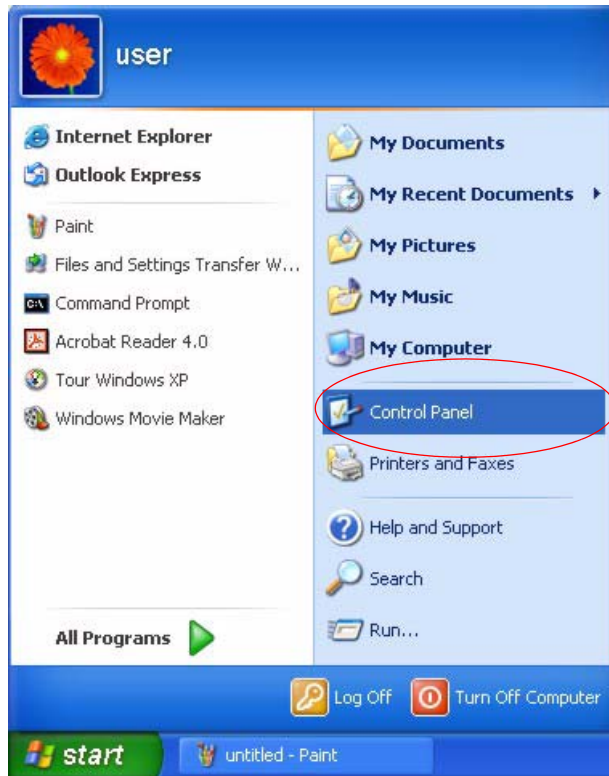 user
Internet Explorer
Outlook Express
Paint
Files and Settings Transfer W...
Command Prompt
Acrobat Reader 4.0
Tour Windows XP
Windows Movie Maker
All Programs
My Documents
My Recent Documents
My Pictures
My Music
My Computer
Control Panel
Printers and Faxes
Help and Support
Search
Run...
Log Off
Turn Off Computer
start
untitled - Paint